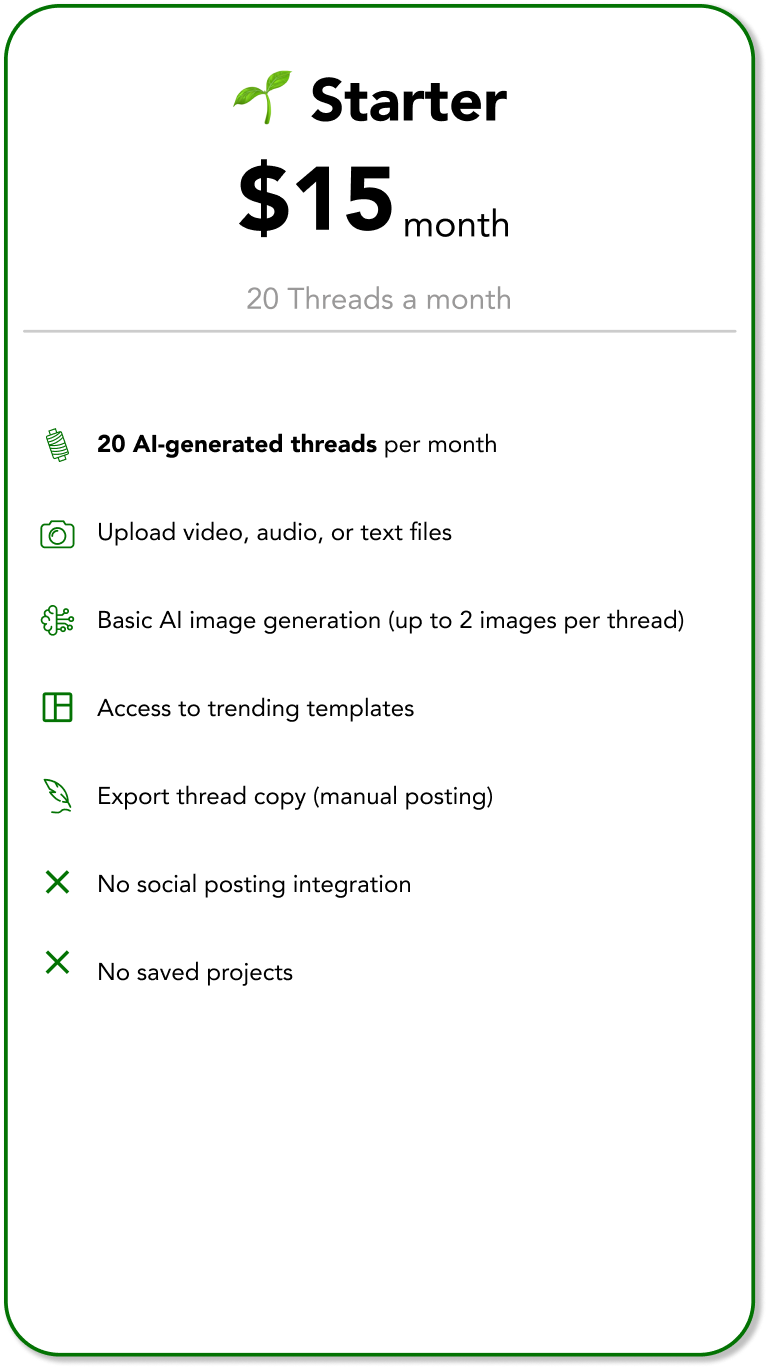 Starter
$15 month
20 Threads a month
20 AI-generated threads per month
Upload video, audio, or text files
Basic AI image generation (up to 2 images per thread)
Access to trending templates
Export thread copy (manual posting)
No social posting integration
No saved projects